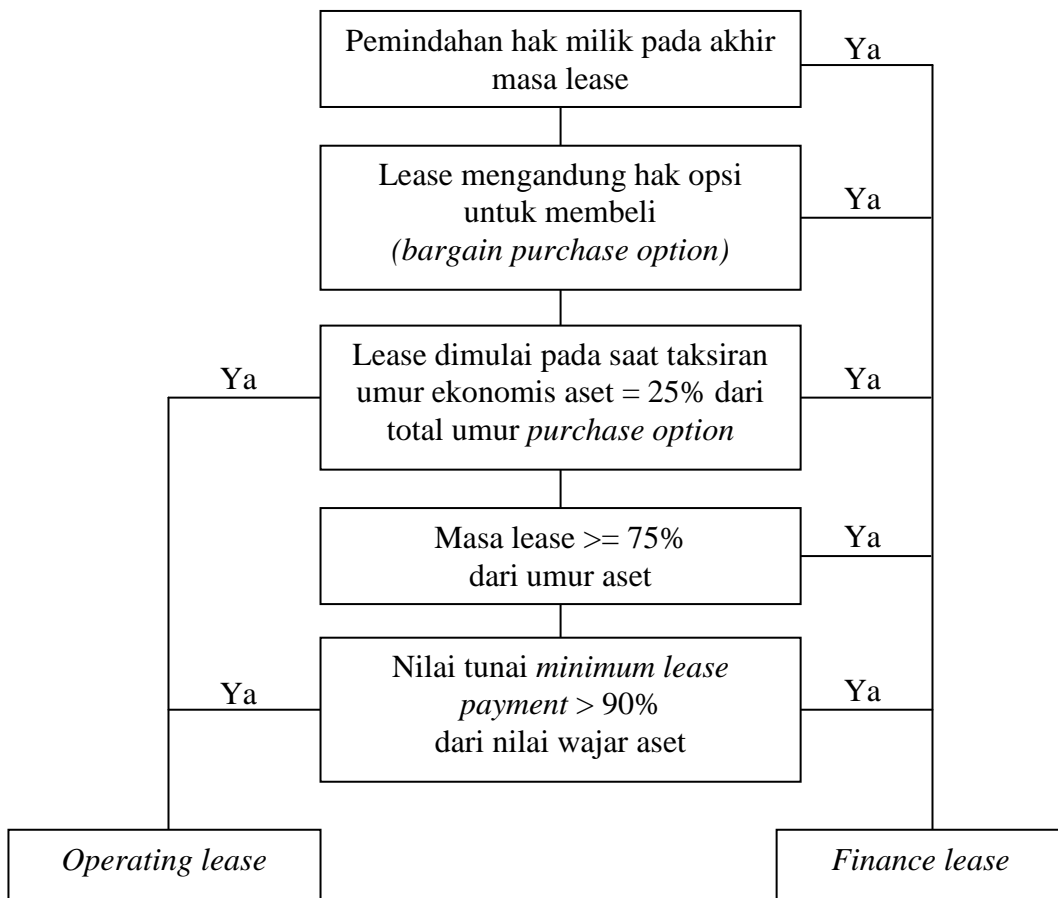 Pemindahan hak milik pada akhir
masa lease
Ya
Lease mengandung hak opsi
untuk membeli
(bargain purchase option)
Ya
Ya
Lease dimulai pada saat taksiran
umur ekonomis aset = 25% dari
total umur purchase option
Ya
Masa lease >= 75%
dari umur aset
Ya
Ya
Nilai tunai minimum lease
payment > 90%
dari nilai wajar aset
Ya
Operating lease
Finance lease